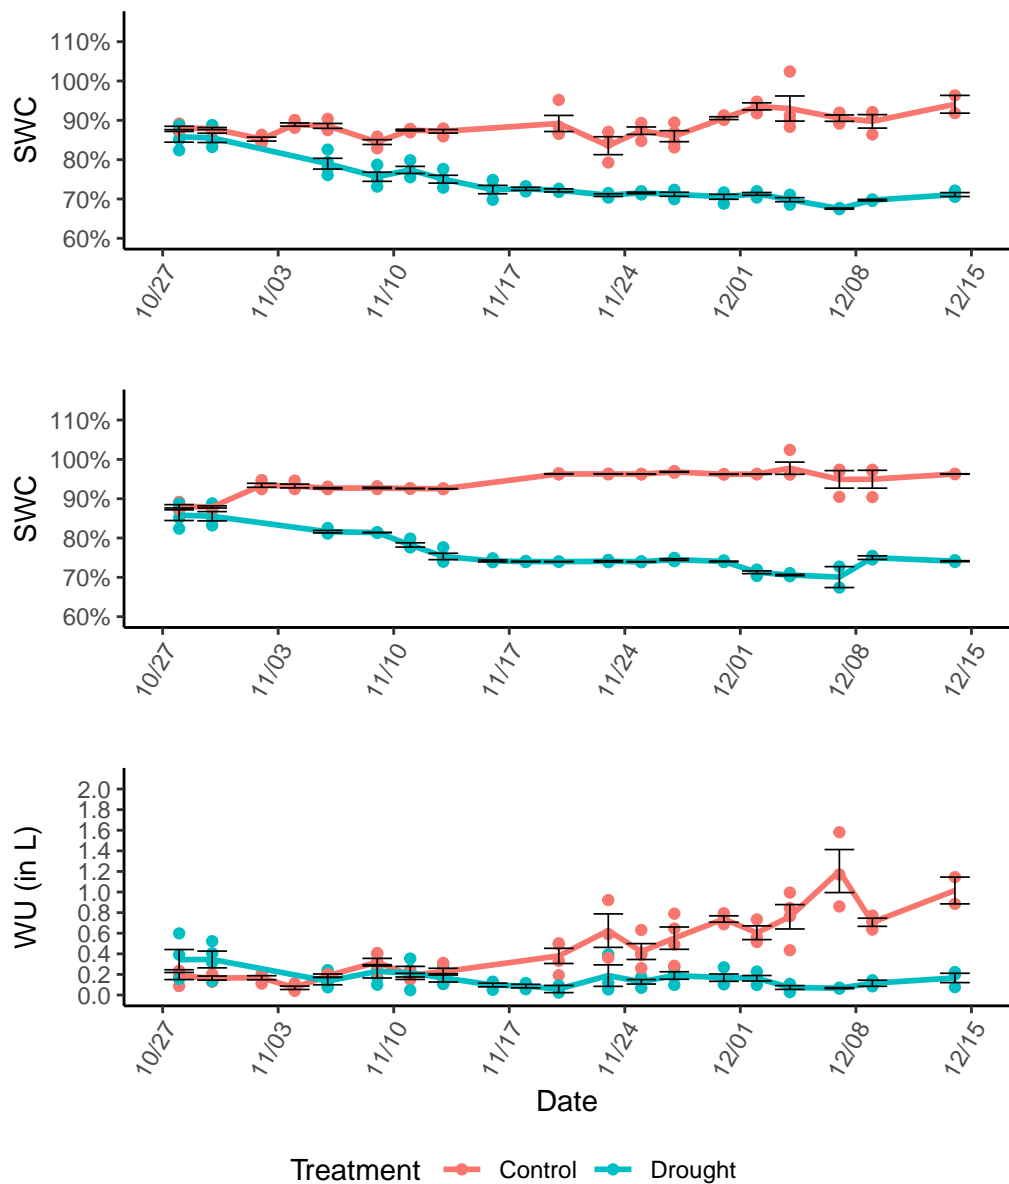 SWC
110%
100%
90%
80%
70%
60%
10/27 11/03 11/10 11/17 11/24 12/01 12/08 12/15
SWC
110%
100%
90%
80%
70%
60%
10/27 11/03 11/10 11/17 11/24 12/01 12/08 12/15
WU (in L)
2.0
1.8
1.6
1.4
1.2
1.0
0.8
0.6
0.4
0.2
0.0
10/27 11/03 11/10 11/17 11/24 12/01 12/08 12/15
Date
Treatment Control Drought